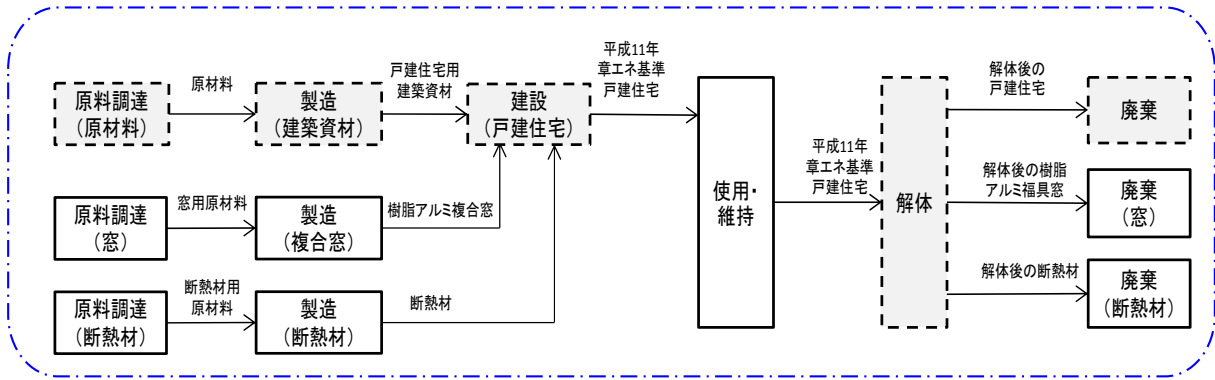 原料調達
（原材料）
原材料
製造
（建築資材）
戸建住宅用
建築資材
建設
（戸建住宅）
平成11年
章エネ基準
戸建住宅
原料調達
（窓）
窓用原材料
製造
（複合窓）
樹脂アルミ複合窓
原料調達
（断熱材）
断熱材用
原材料
製造
（断熱材）
断熱材
使用・
維持
平成11年
章エネ基準
戸建住宅
解体
解体後の
戸建住宅
廃棄
解体後の樹脂
アルミ福具窓
廃棄
（窓）
解体後の断熱材
廃棄
（断熱材）